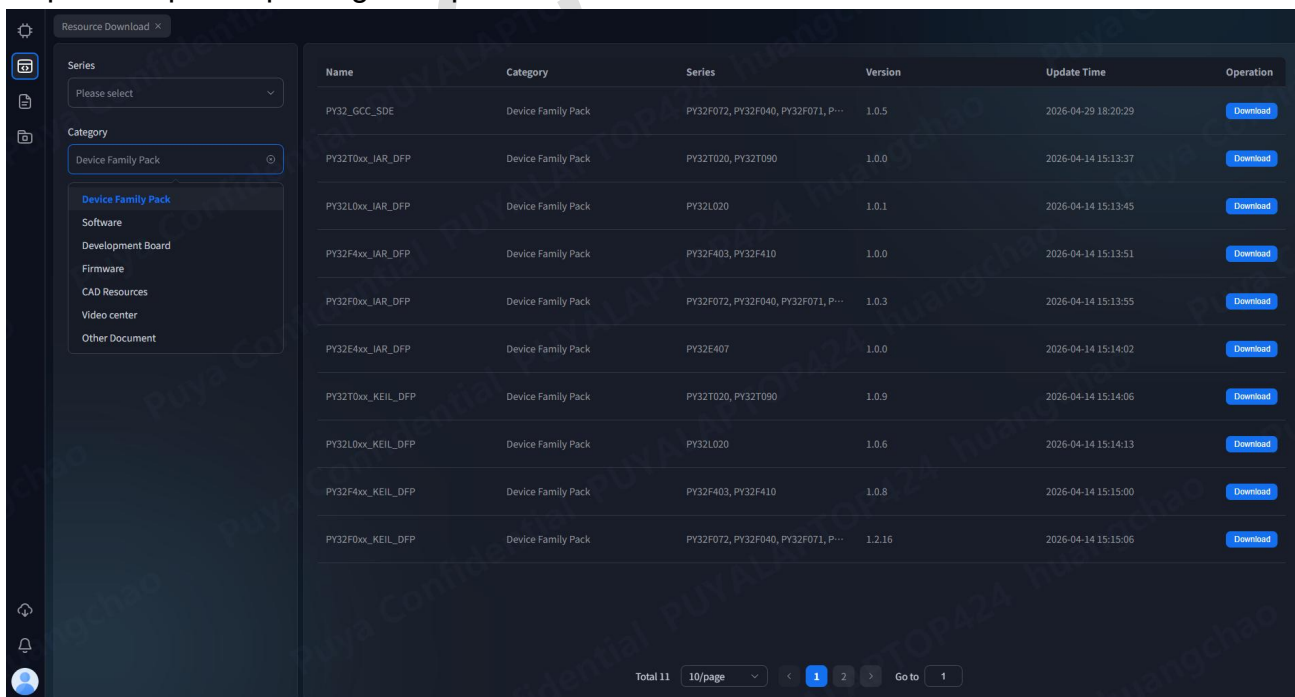 Resource Download ×
Series
Please select
Category
Device Family Pack
Device Family Pack
Software
Development Board
Firmware
CAD Resources
Video center
Other Document
Name Category Series Version Update Time Operation
PY32_GCC_SDE Device Family Pack PY32F072, PY32F040, PY32F071, P··· 1.0.5 2026-04-29 18:20:29 Download
PY32T0xx_IAR_DFP Device Family Pack PY32T020, PY32T090 1.0.0 2026-04-14 15:13:37 Download
PY32L0xx_IAR_DFP Device Family Pack PY32L020 1.0.1 2026-04-14 15:13:45 Download
PY32F4xx_IAR_DFP Device Family Pack PY32F403, PY32F410 1.0.0 2026-04-14 15:13:51 Download
PY32F0xx_IAR_DFP Device Family Pack PY32F072, PY32F040, PY32F071, P··· 1.0.3 2026-04-14 15:13:55 Download
PY32E4xx_IAR_DFP Device Family Pack PY32E407 1.0.0 2026-04-14 15:14:02 Download
PY32T0xx_KEIL_DFP Device Family Pack PY32T020, PY32T090 1.0.9 2026-04-14 15:14:06 Download
PY32L0xx_KEIL_DFP Device Family Pack PY32L020 1.0.6 2026-04-14 15:14:13 Download
PY32F4xx_KEIL_DFP Device Family Pack PY32F403, PY32F410 1.0.8 2026-04-14 15:15:00 Download
PY32F0xx_KEIL_DFP Device Family Pack PY32F072, PY32F040, PY32F071, P··· 1.2.16 2026-04-14 15:15:06 Download
Total 11 10/page < 1 2 > Go to 1
Puya Confidential PUYALAPTOP424 huangchao